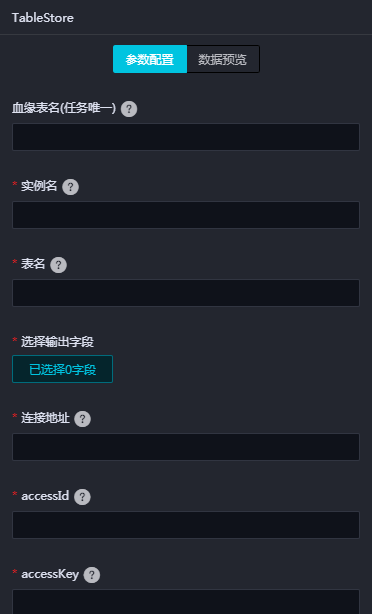 TableStore
参数配置 数据预览
血缘表名(任务唯一) ?
* 实例名 ?
* 表名 ?
* 选择输出字段
已选择0字段
* 连接地址 ?
* accessId ?
* accessKey ?